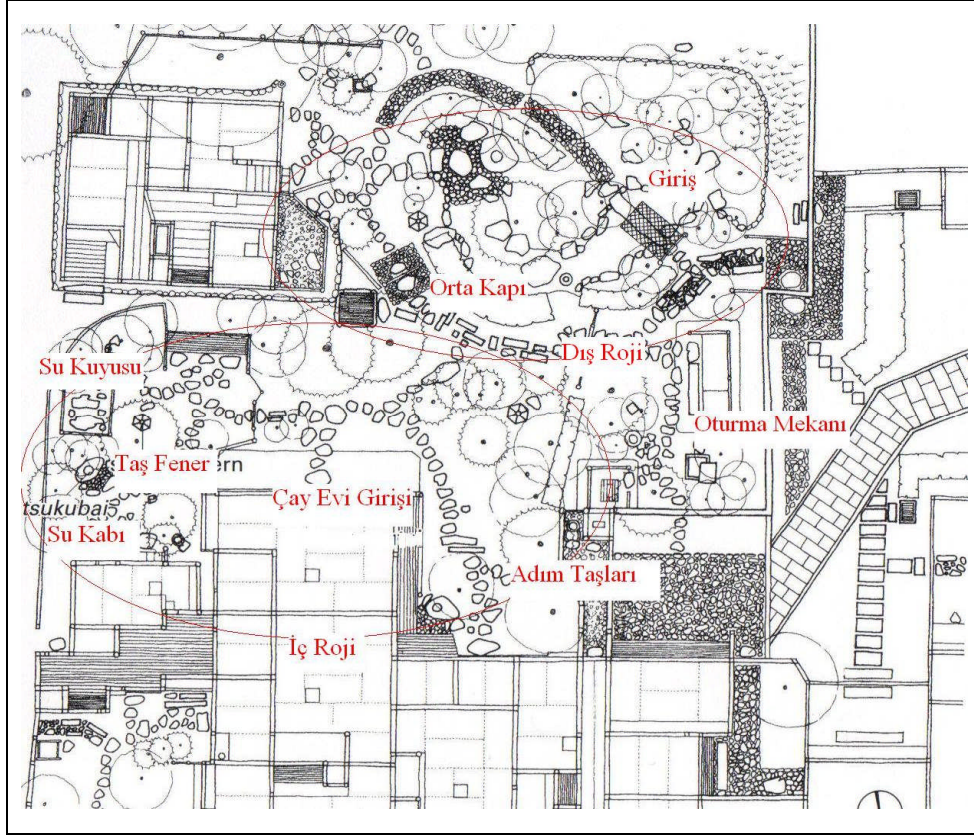 Giriş
Orta Kapı
Dış Roji
Su Kuyusu
Oturma Mekanı
Taş Fener
ern
Çay Evi Girişi
tsukubai
Su Kabı
Adım Taşları
İç Roji